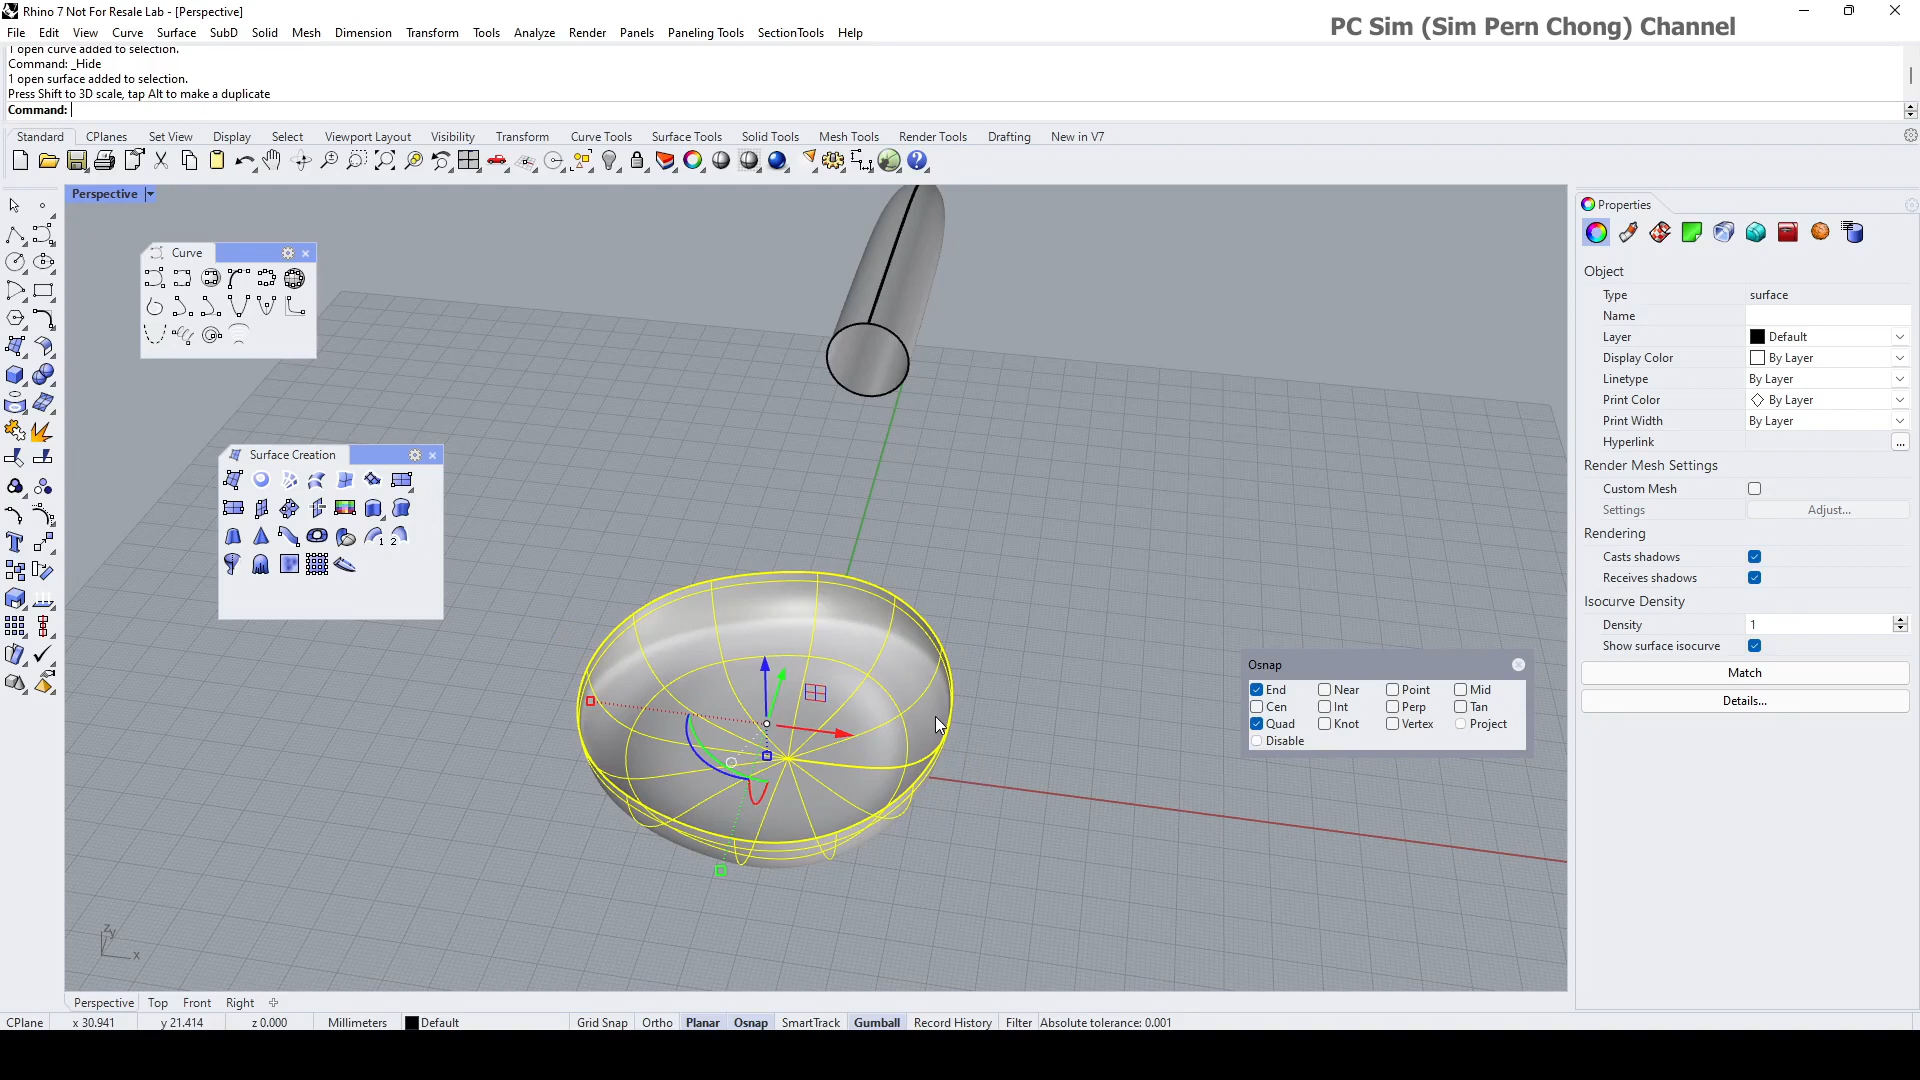 Rhino 7 Not For Resale Lab - [Perspective]
PC Sim (Sim Pern Chong) Channel
File Edit View Curve Surface SubD Solid Mesh Dimension Transform Tools Analyze Render Panels Paneling Tools SectionTools Help
1 open curve added to selection.
Command: _Hide
1 open surface added to selection.
Press Shift to 3D scale, tap Alt to make a duplicate
Command:
Standard CPlanes Set View Display Select Viewport Layout Visibility Transform Curve Tools Surface Tools Solid Tools Mesh Tools Render Tools Drafting New in V7
Perspective
Curve
Surface Creation
1 2
Osnap
End Near Point Mid
Cen Int Perp Tan
Quad Knot Vertex Project
Disable
Properties
Object
Type surface
Name
Layer Default
Display Color By Layer
Linetype By Layer
Print Color By Layer
Print Width By Layer
Hyperlink ...
Render Mesh Settings
Custom Mesh
Settings Adjust...
Rendering
Casts shadows
Receives shadows
Isocurve Density
Density 1
Show surface isocurve
Match
Details...
z y
x
Perspective Top Front Right
CPlane x 30.941 y 21.414 z 0.000 Millimeters Default Grid Snap Ortho Planar Osnap SmartTrack Gumball Record History Filter Absolute tolerance: 0.001